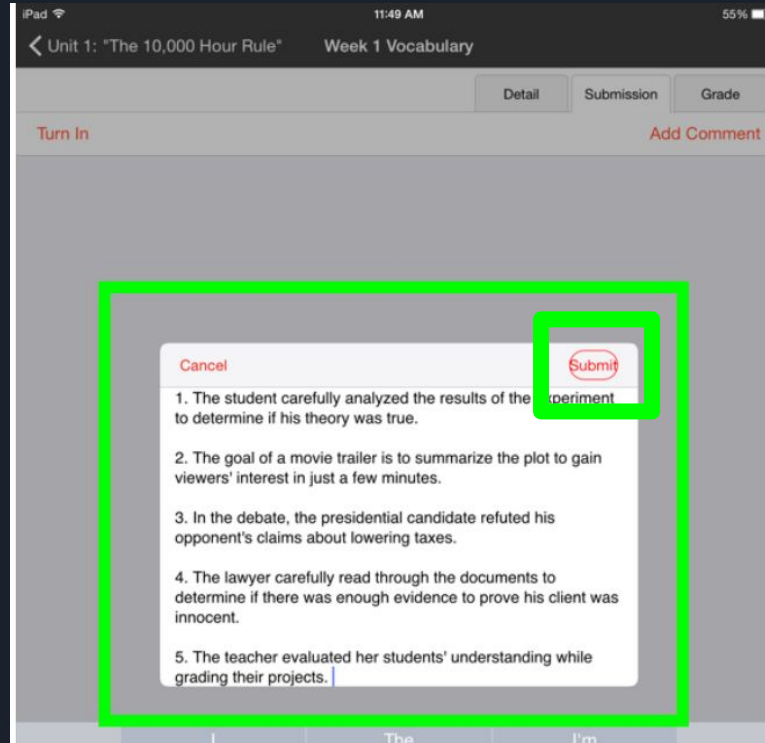 iPad 11:49 AM 55%
Unit 1: "The 10,000 Hour Rule" Week 1 Vocabulary
Detail Submission Grade
Turn In Add Comment
Cancel Submit
1. The student carefully analyzed the results of the experiment
to determine if his theory was true.
2. The goal of a movie trailer is to summarize the plot to gain
viewers' interest in just a few minutes.
3. In the debate, the presidential candidate refuted his
opponent's claims about lowering taxes.
4. The lawyer carefully read through the documents to
determine if there was enough evidence to prove his client was
innocent.
5. The teacher evaluated her students' understanding while
grading their projects.
I The I'm